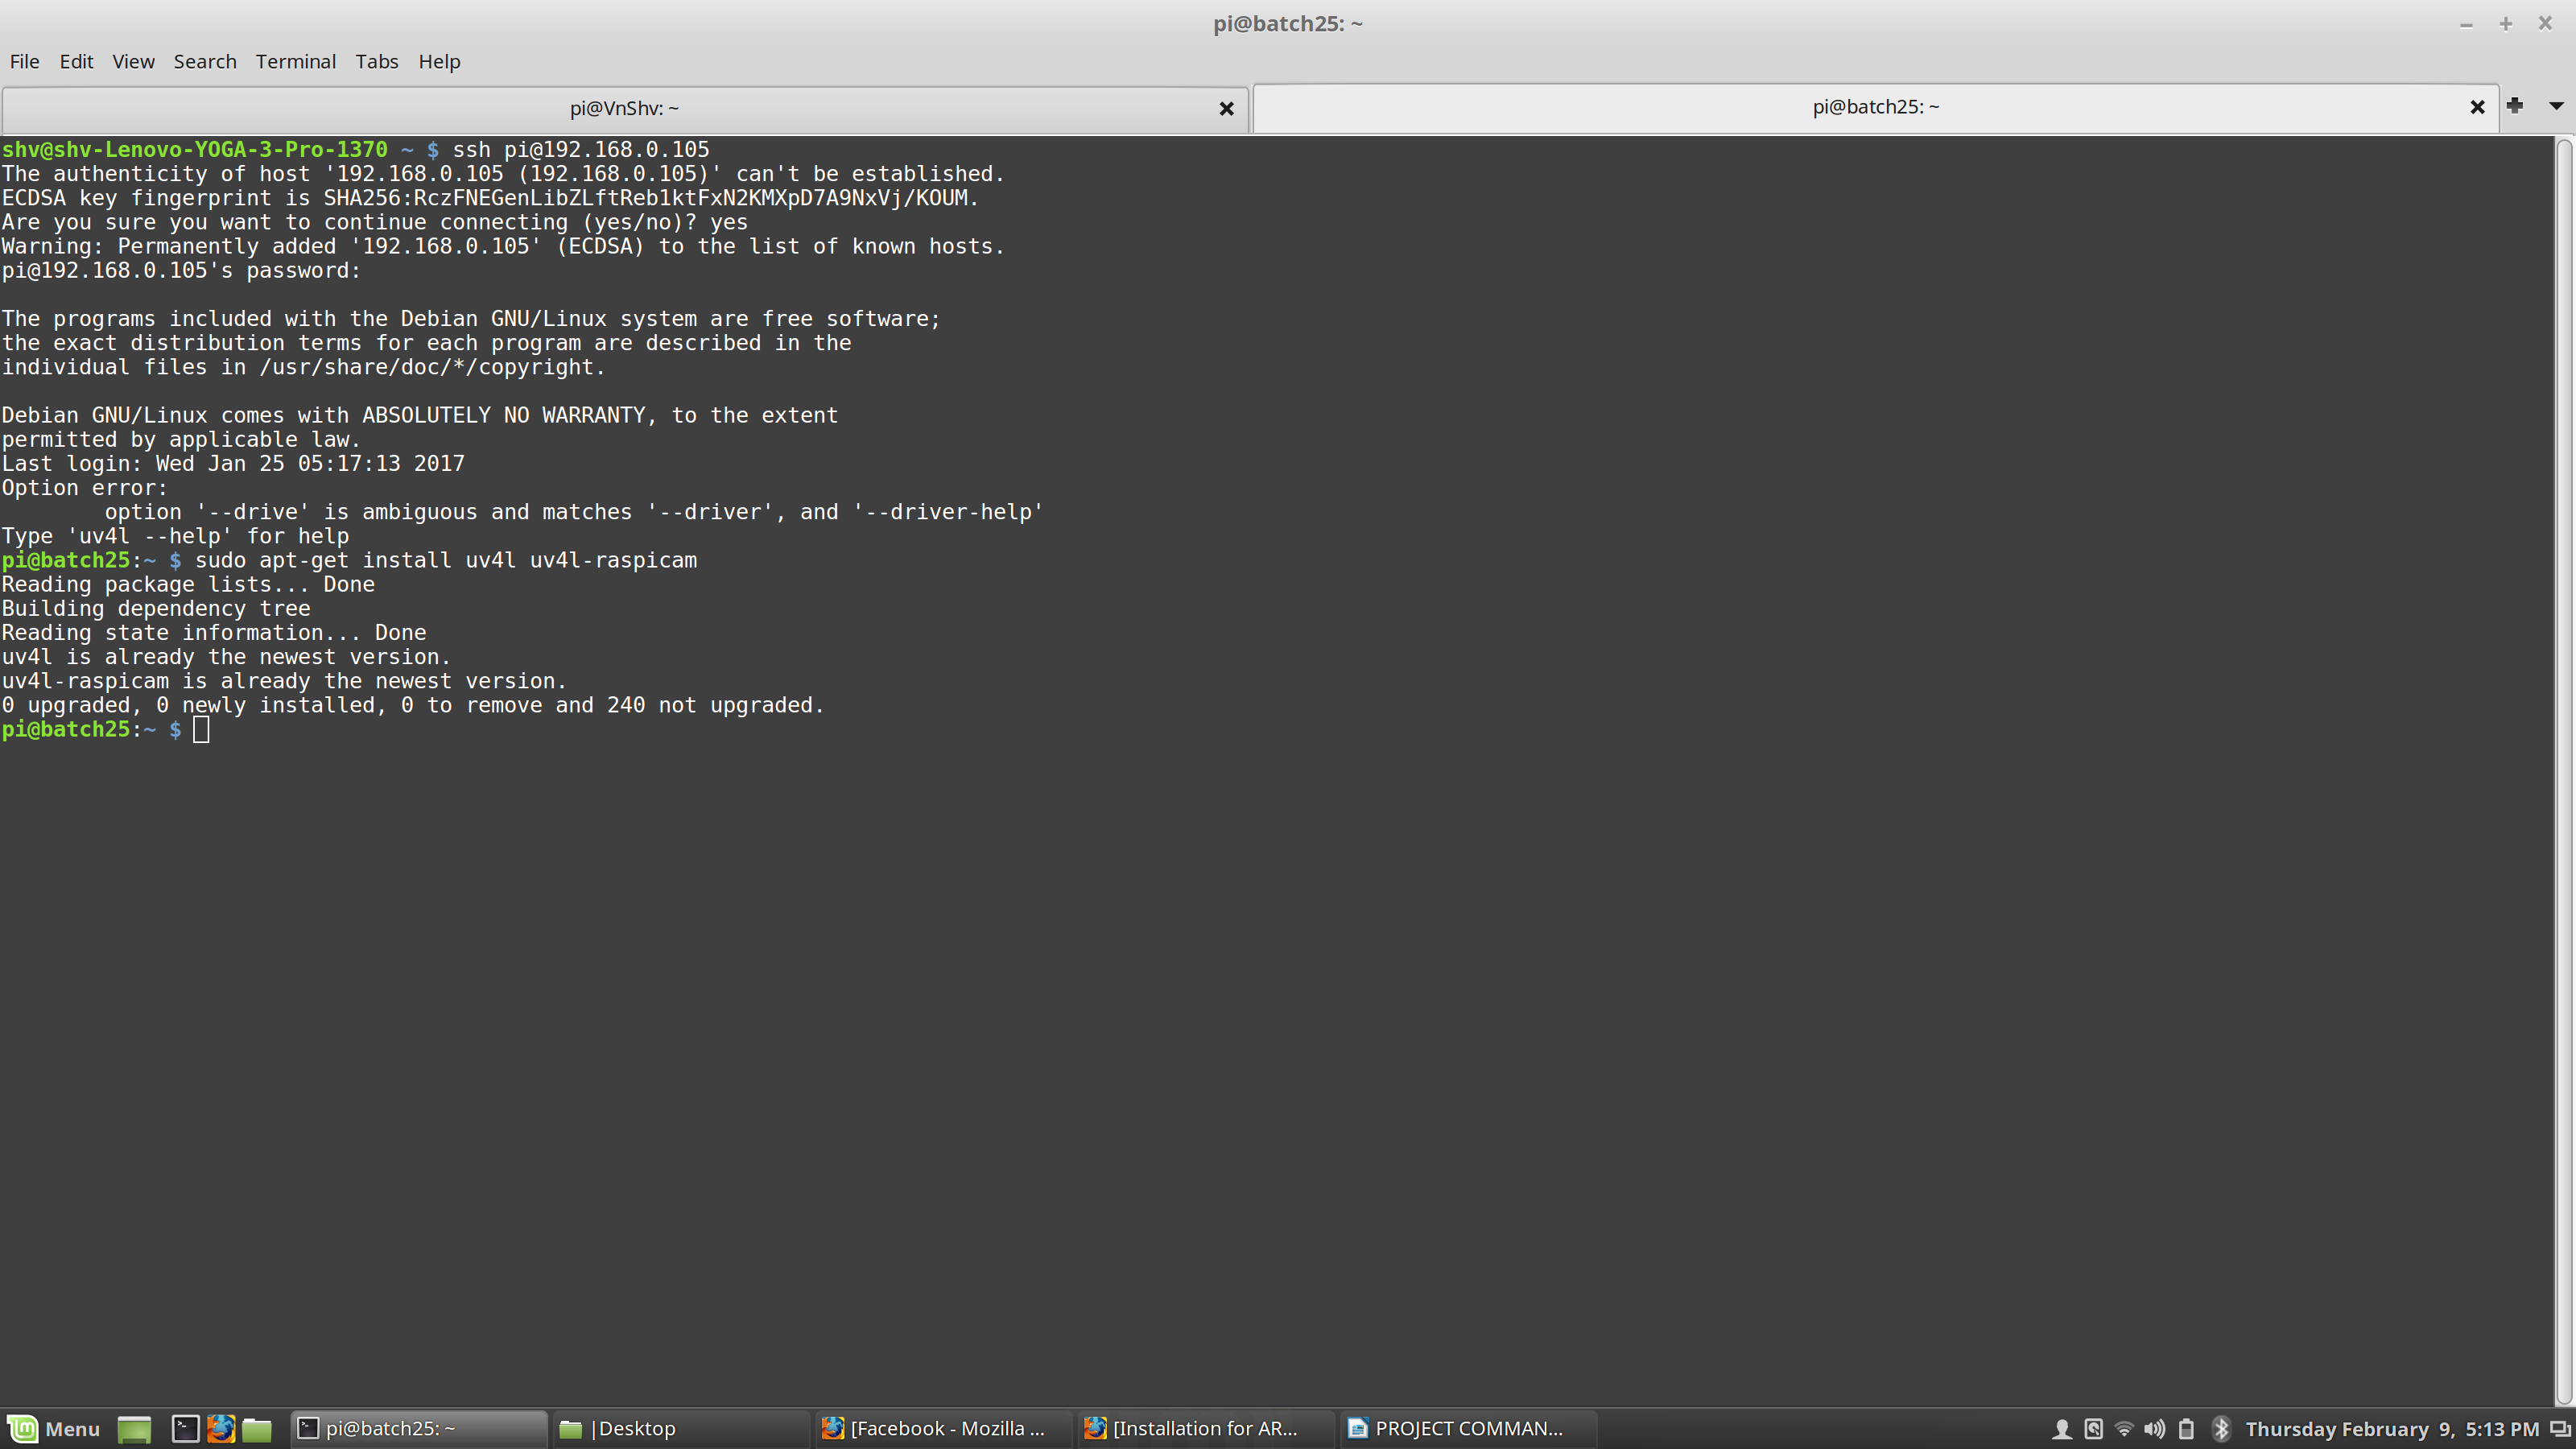 pi@batch25: ~
File Edit View Search Terminal Tabs Help
pi@VnShv: ~ pi@batch25: ~
shv@shv-Lenovo-YOGA-3-Pro-1370 ~ $ ssh pi@192.168.0.105
The authenticity of host '192.168.0.105 (192.168.0.105)' can't be established.
ECDSA key fingerprint is SHA256:RczFNEGenLibZLftReb1ktFxN2KMXpD7A9NxVj/KOUM.
Are you sure you want to continue connecting (yes/no)? yes
Warning: Permanently added '192.168.0.105' (ECDSA) to the list of known hosts.
pi@192.168.0.105's password:
The programs included with the Debian GNU/Linux system are free software;
the exact distribution terms for each program are described in the
individual files in /usr/share/doc/*/copyright.
Debian GNU/Linux comes with ABSOLUTELY NO WARRANTY, to the extent
permitted by applicable law.
Last login: Wed Jan 25 05:17:13 2017
Option error:
option '--drive' is ambiguous and matches '--driver', and '--driver-help'
Type 'uv4l --help' for help
pi@batch25:~ $ sudo apt-get install uv4l uv4l-raspicam
Reading package lists... Done
Building dependency tree
Reading state information... Done
uv4l is already the newest version.
uv4l-raspicam is already the newest version.
0 upgraded, 0 newly installed, 0 to remove and 240 not upgraded.
pi@batch25:~ $
Menu pi@batch25: ~ |Desktop [Facebook - Mozilla ... [Installation for AR... PROJECT COMMAN... Thursday February 9, 5:13 PM